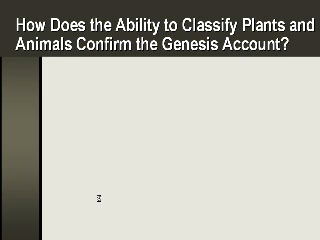 How Does the Ability to Classify Plants and
Animals Confirm the Genesis Account?